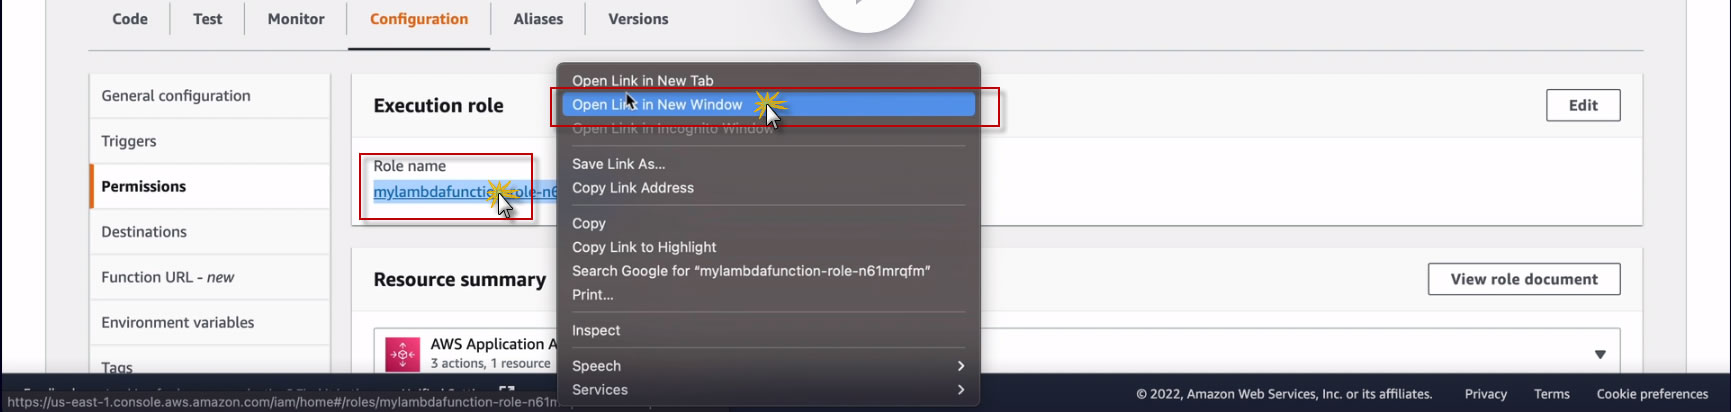 Code Test Monitor Configuration Aliases Versions
General configuration
Triggers
Permissions
Destinations
Function URL - new
Environment variables
Tags
Execution role
Edit
Role name
mylambdafunction-role-n6
Resource summary
View role document
AWS Application A
3 actions, 1 resource
Open Link in New Tab
Open Link in New Window
Open Link in Incognito Window
Save Link As...
Copy Link Address
Copy
Copy Link to Highlight
Search Google for “mylambdafunction-role-n61mrqfm”
Print...
Inspect
Speech
Services
https://us-east-1.console.aws.amazon.com/iam/home#/roles/mylambdafunction-role-n61m
© 2022, Amazon Web Services, Inc. or its affiliates. Privacy Terms Cookie preferences